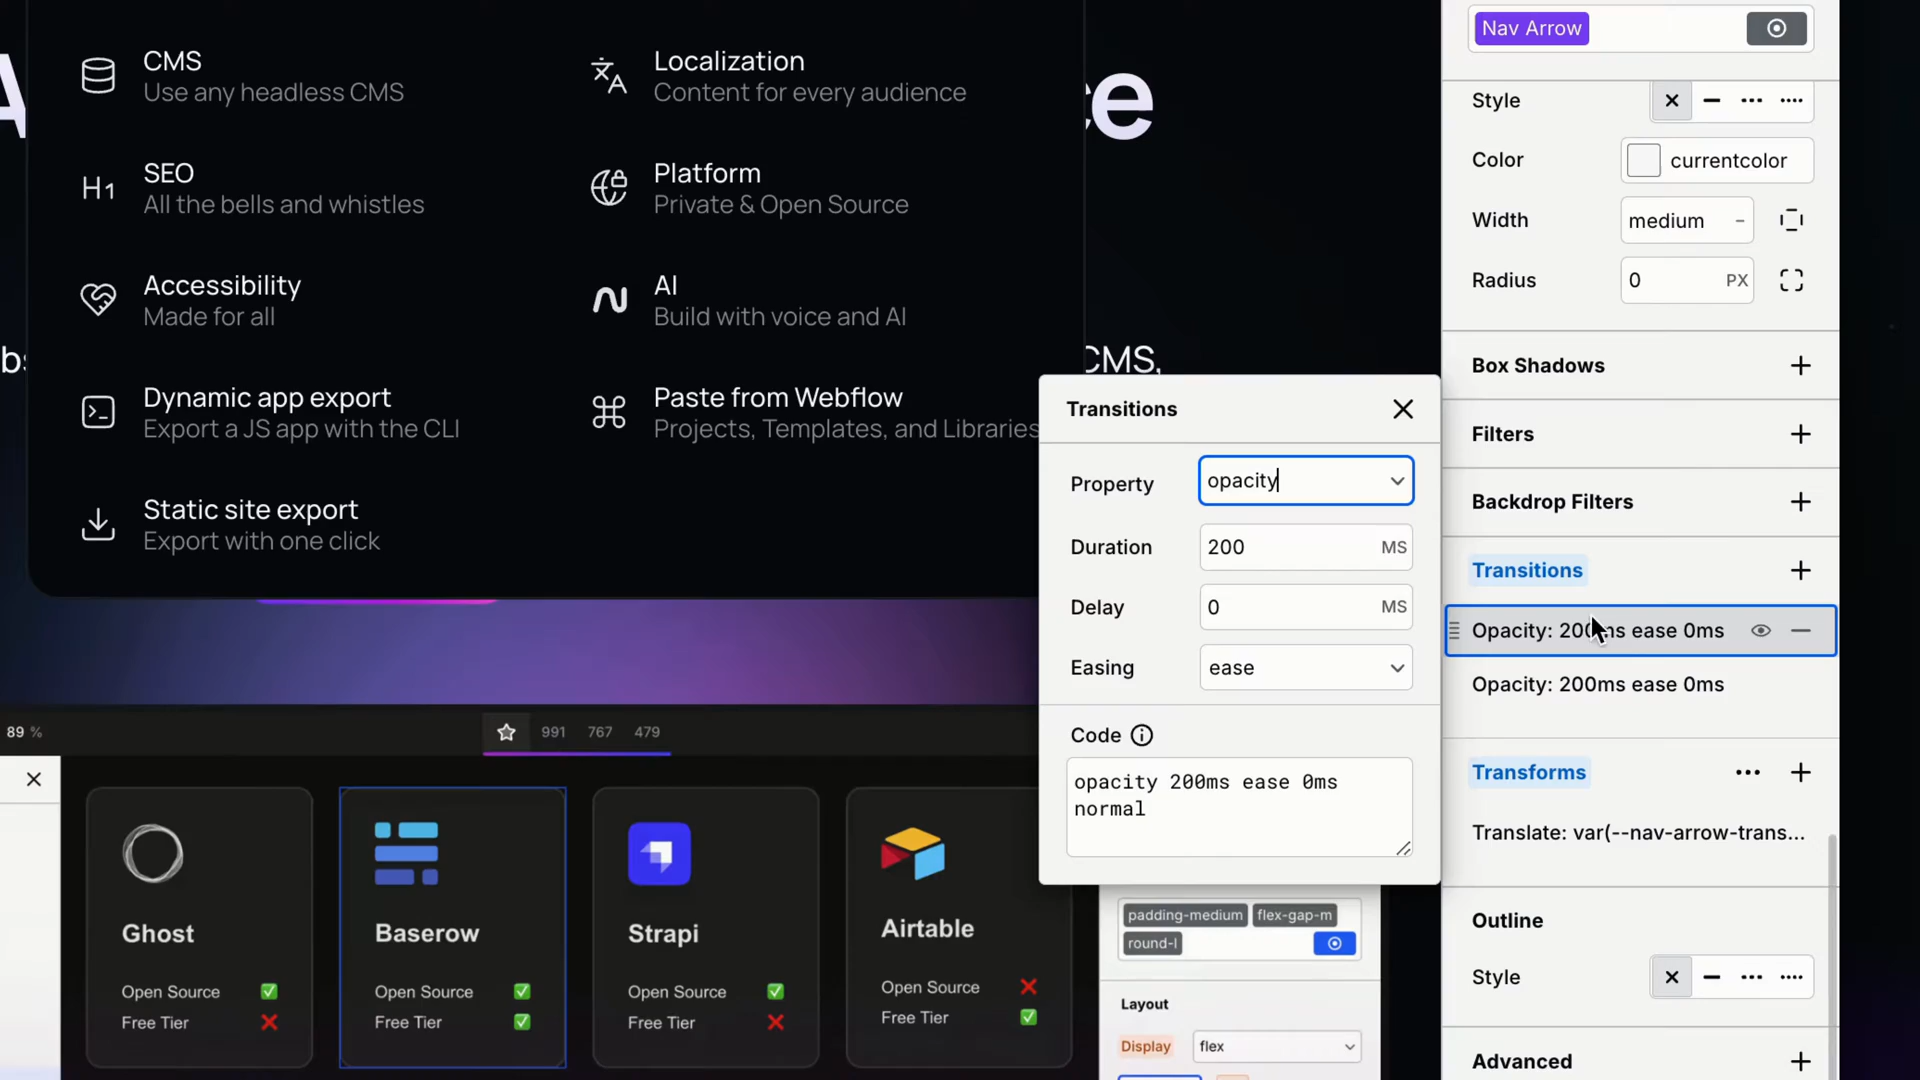 A
ce
CMS
Use any headless CMS
Localization
Content for every audience
H1
SEO
All the bells and whistles
Platform
Private & Open Source
Accessibility
Made for all
AI
Build with voice and AI
Dynamic app export
Export a JS app with the CLI
Paste from Webflow
Projects, Templates, and Libraries
Static site export
Export with one click
CMS,
Transitions
Property
opacity
Duration
200
MS
Delay
0
MS
Easing
ease
Code
opacity 200ms ease 0ms
normal
Nav Arrow
Style
Color
currentcolor
Width
medium
Radius
0
PX
Box Shadows
Filters
Backdrop Filters
Transitions
Opacity: 200ms ease 0ms
Opacity: 200ms ease 0ms
Transforms
Translate: var(--nav-arrow-trans...
Outline
Style
Advanced
89 %
991
767
479
Ghost
Open Source
Free Tier
Baserow
Open Source
Free Tier
Strapi
Open Source
Free Tier
Airtable
Open Source
Free Tier
padding-medium
flex-gap-m
round-l
Layout
Display
flex